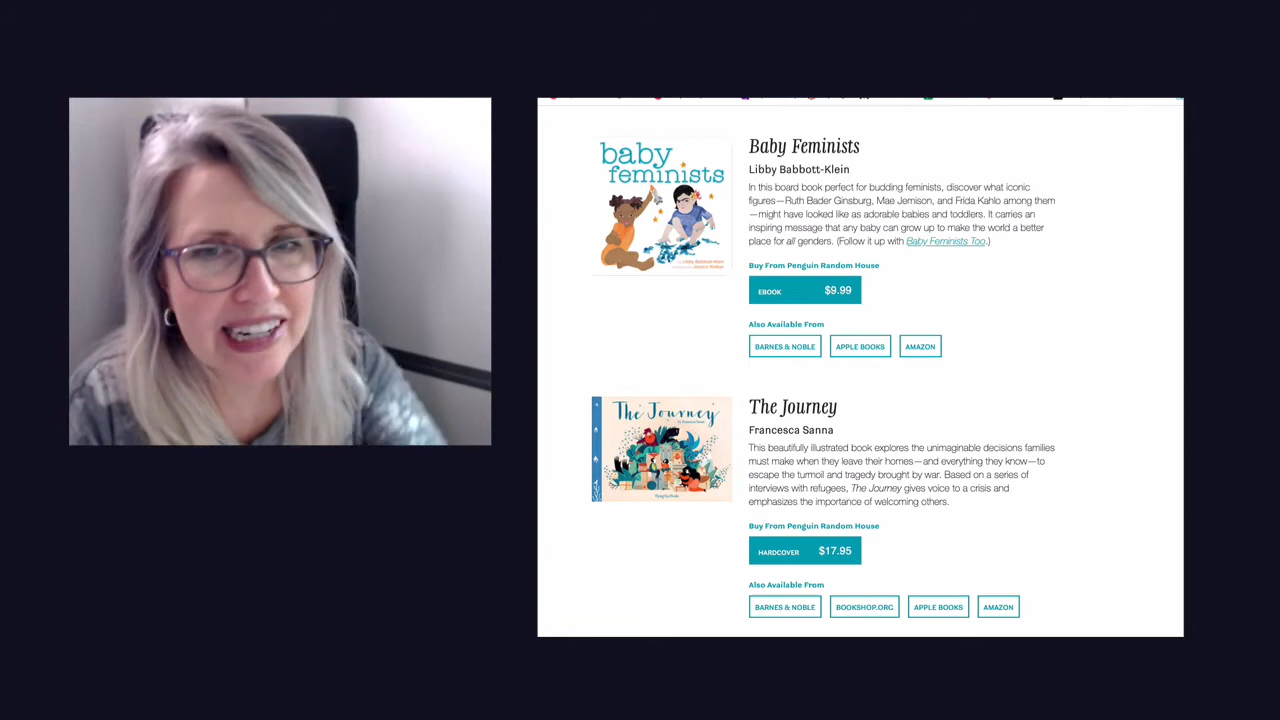 baby
feminists
Baby Feminists
Libby Babbott-Klein
In this board book perfect for budding feminists, discover what iconic
figures—Ruth Bader Ginsburg, Mae Jemison, and Frida Kahlo among them
—might have looked like as adorable babies and toddlers. It carries an
inspiring message that any baby can grow up to make the world a better
place for all genders. (Follow it up with Baby Feminists Too.)
Buy From Penguin Random House
EBOOK $9.99
Also Available From
BARNES & NOBLE APPLE BOOKS AMAZON
The Journey
The Journey
Francesca Sanna
This beautifully illustrated book explores the unimaginable decisions families
must make when they leave their homes—and everything they know—to
escape the turmoil and tragedy brought by war. Based on a series of
interviews with refugees, The Journey gives voice to a crisis and
emphasizes the importance of welcoming others.
Buy From Penguin Random House
HARDCOVER $17.95
Also Available From
BARNES & NOBLE BOOKSHOP.ORG APPLE BOOKS AMAZON